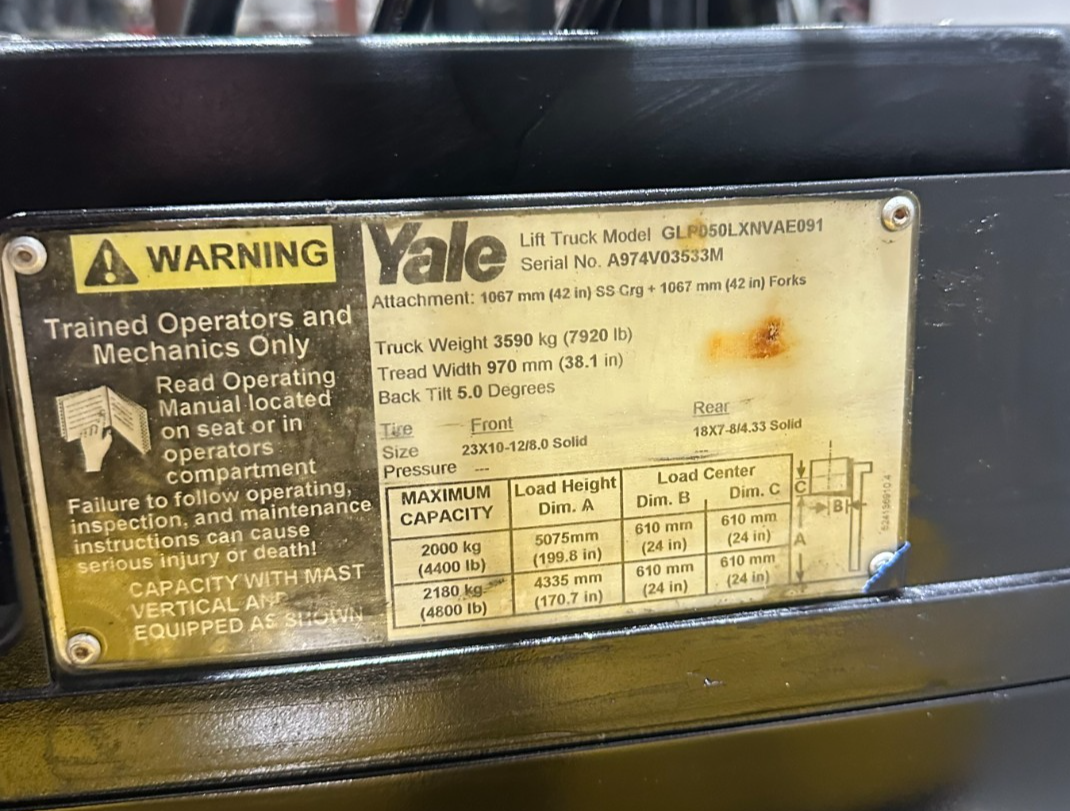 WARNING
Trained Operators and
Mechanics Only
Read Operating
Manual located
on seat or in
operators
compartment
Failure to follow operating,
inspection, and maintenance
instructions can cause
serious injury or death!
CAPACITY WITH MAST
VERTICAL AND
EQUIPPED AS SHOWN
Yale
Lift Truck Model GLP050LXNVAE091
Serial No. A974V03533M
Attachment: 1067 mm (42 in) SS Crg + 1067 mm (42 in) Forks
Truck Weight 3590 kg (7920 lb)
Tread Width 970 mm (38.1 in)
Back Tilt 5.0 Degrees
Tire Front Rear
Size 23X10-12/8.0 Solid 18X7-8/4.33 Solid
Pressure --- ---
MAXIMUM CAPACITY Load Height Dim. A Load Center Dim. B Dim. C
2000 kg (4400 lb) 5075mm (199.8 in) 610 mm (24 in) 610 mm (24 in)
2180 kg (4800 lb) 4335 mm (170.7 in) 610 mm (24 in) 610 mm (24 in)
C
B
A